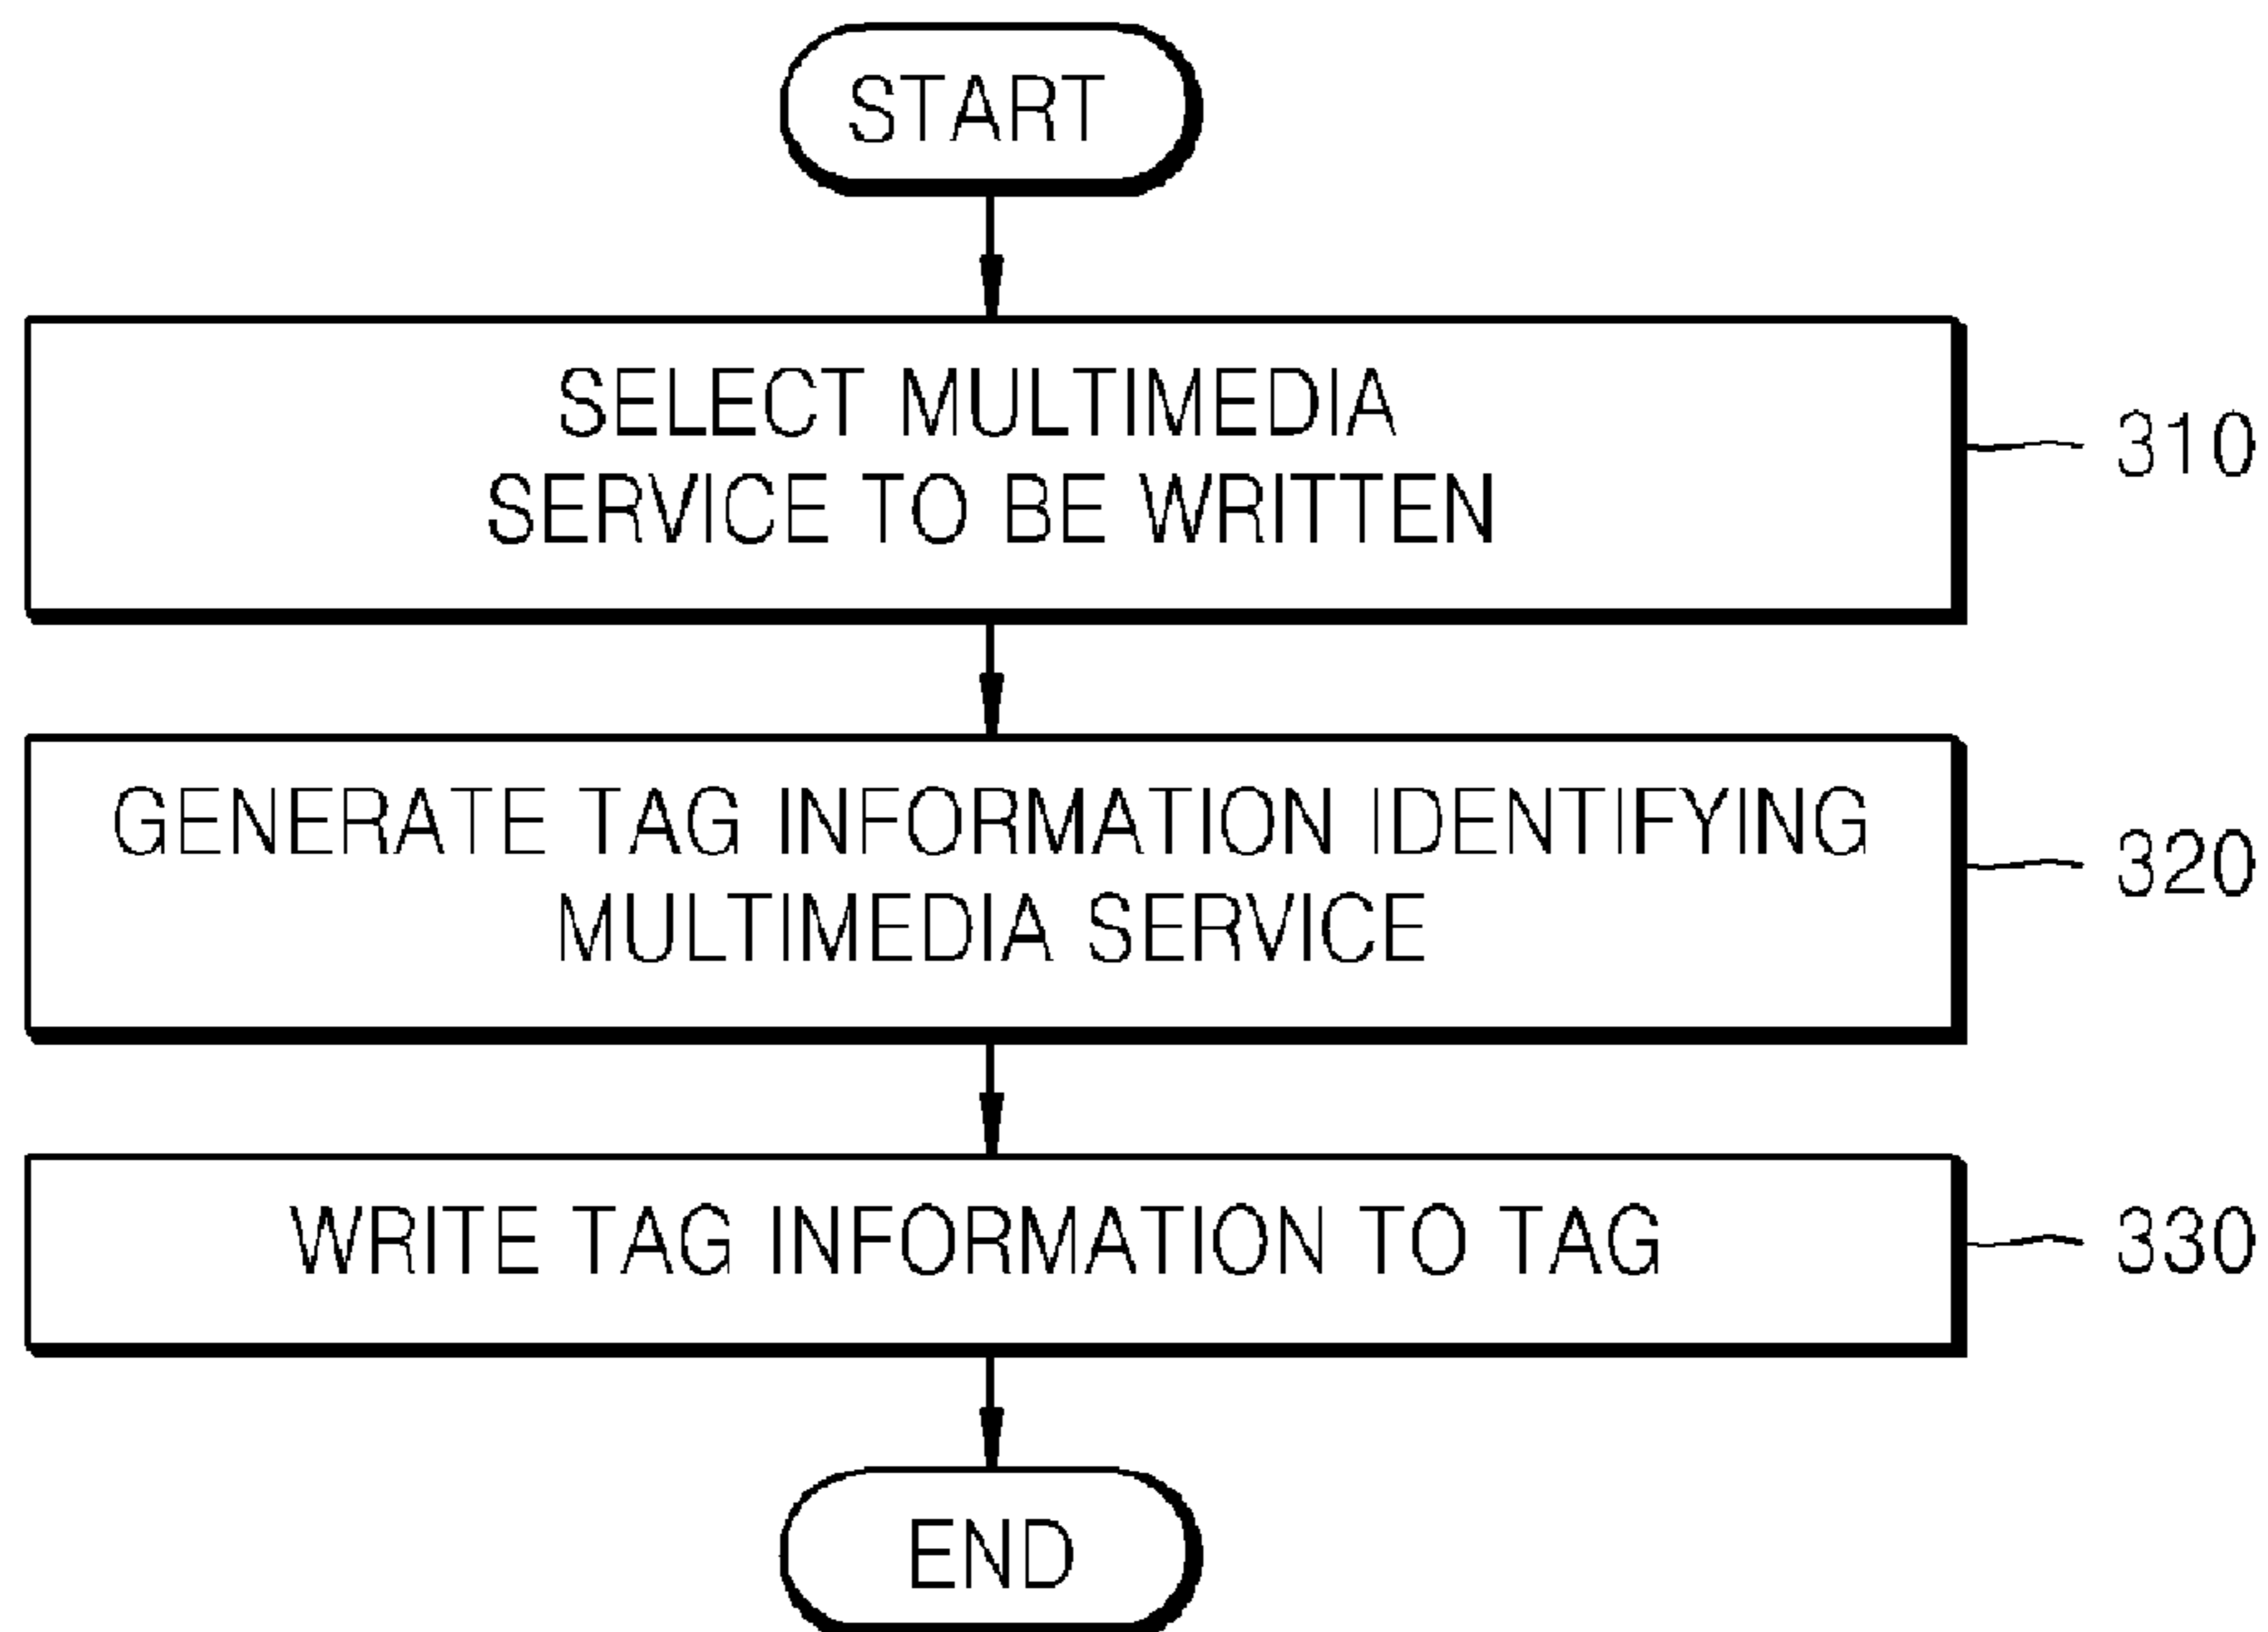 START
SELECT MULTIMEDIA
SERVICE TO BE WRITTEN
310
GENERATE TAG INFORMATION IDENTIFYING
MULTIMEDIA SERVICE
320
WRITE TAG INFORMATION TO TAG
330
END